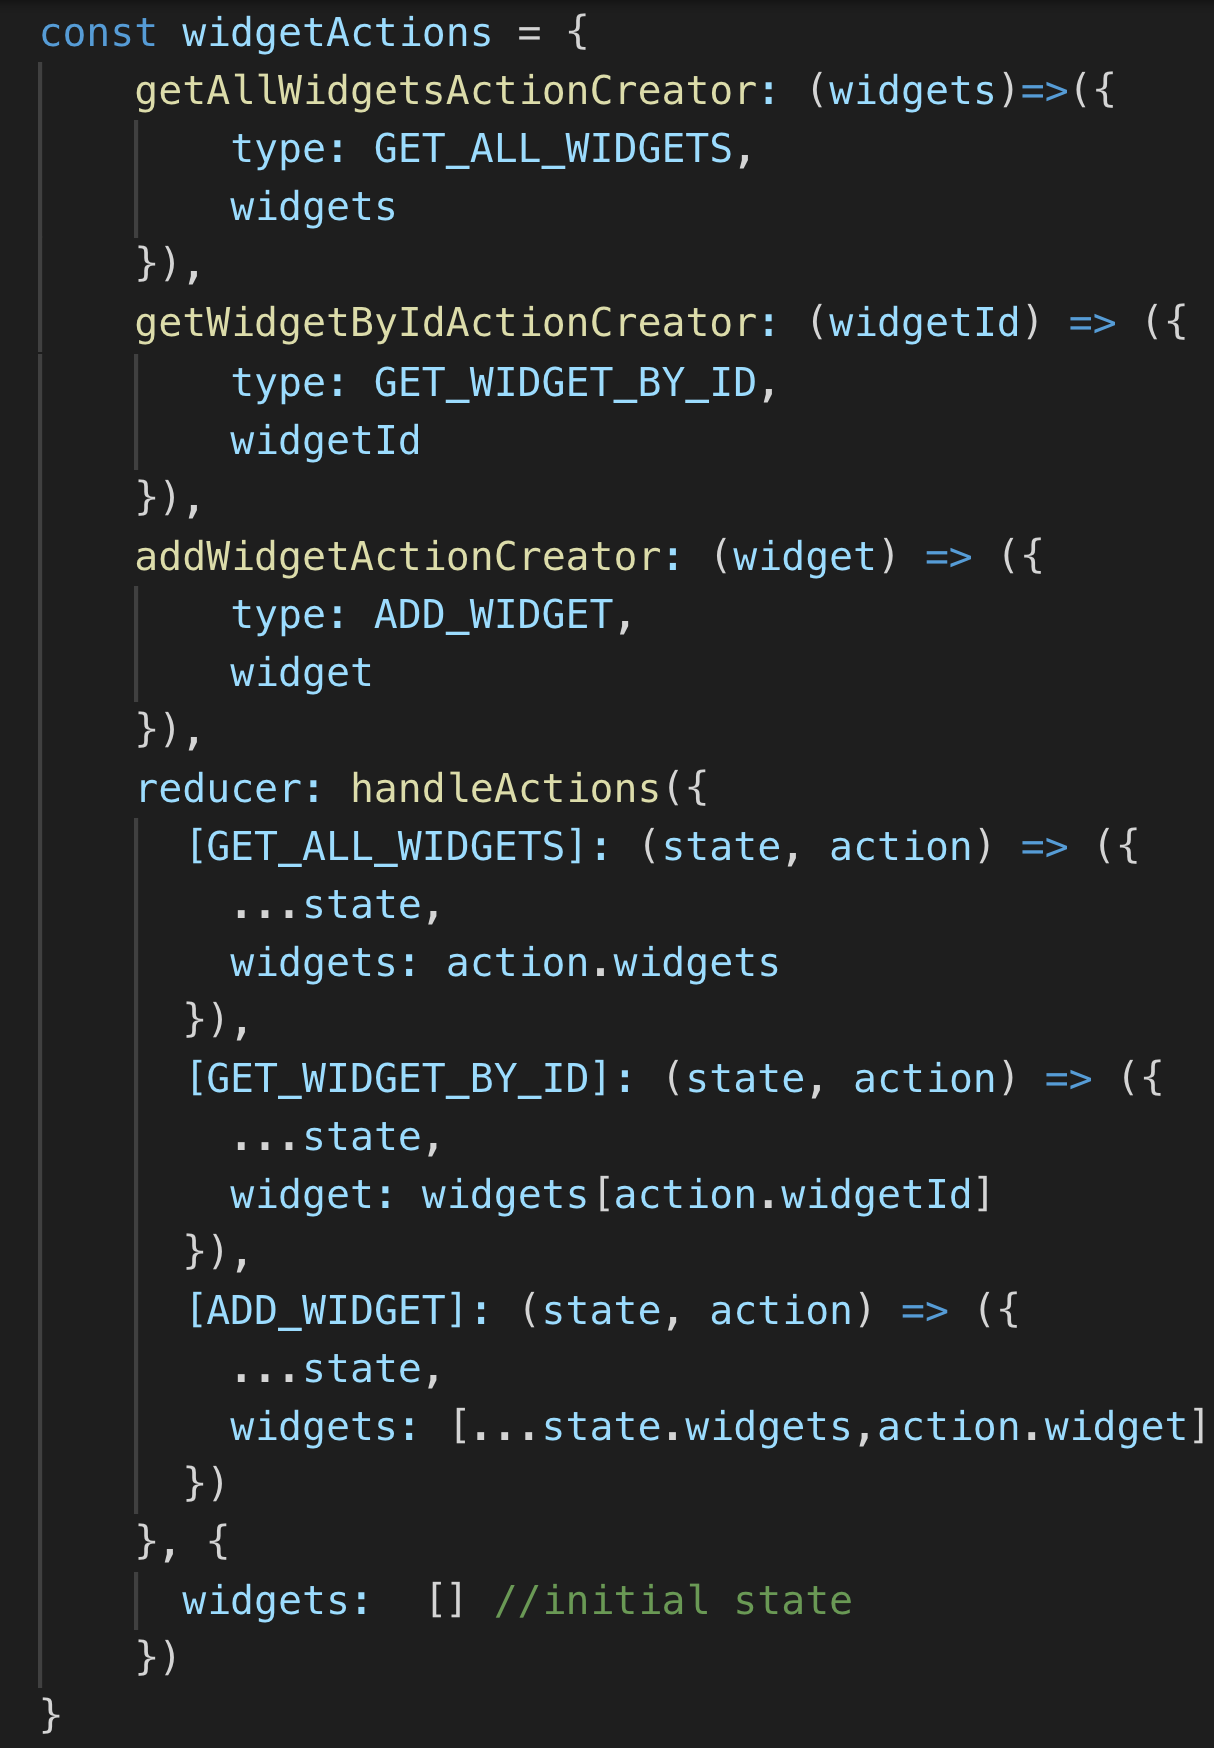 const widgetActions = {
getAllWidgetsActionCreator: (widgets)=>({
type: GET_ALL_WIDGETS,
widgets
}),
getWidgetByIdActionCreator: (widgetId) => ({
type: GET_WIDGET_BY_ID,
widgetId
}),
addWidgetActionCreator: (widget) => ({
type: ADD_WIDGET,
widget
}),
reducer: handleActions({
[GET_ALL_WIDGETS]: (state, action) => ({
...state,
widgets: action.widgets
}),
[GET_WIDGET_BY_ID]: (state, action) => ({
...state,
widget: widgets[action.widgetId]
}),
[ADD_WIDGET]: (state, action) => ({
...state,
widgets: [...state.widgets,action.widget]
})
}, {
widgets:  [] //initial state
})
}